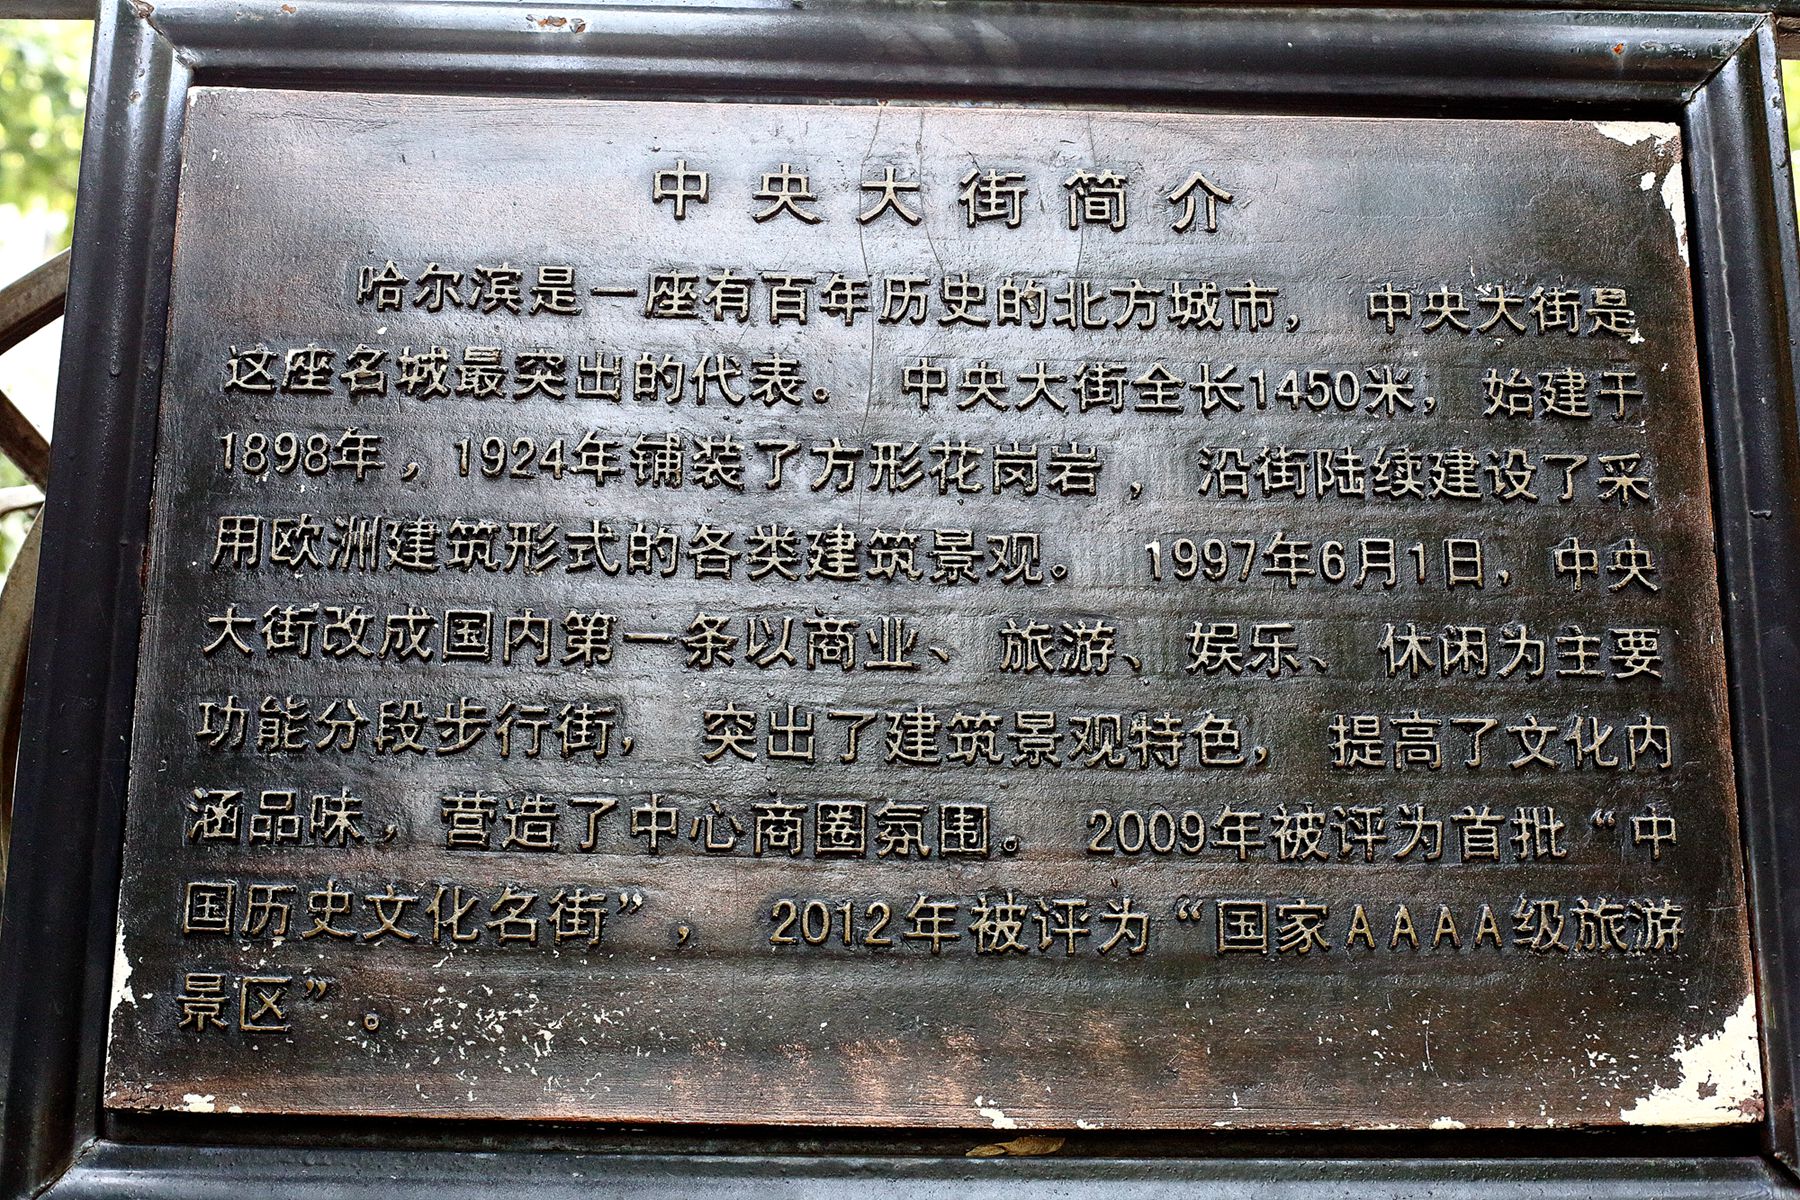 中央大街简介
哈尔滨是一座有百年历史的北方城市，中央大街是
这座名城最突出的代表。中央大街全长1450米，始建于
1898年，1924年铺装了方形花岗岩，沿街陆续建设了采
用欧洲建筑形式的各类建筑景观。1997年6月1日，中央
大街改成国内第一条以商业、旅游、娱乐、休闲为主要
功能分段步行街，突出了建筑景观特色，提高了文化内
涵品味，营造了中心商圈氛围。2009年被评为首批“中
国历史文化名街”，2012年被评为“国家AAAA级旅游
景区”。